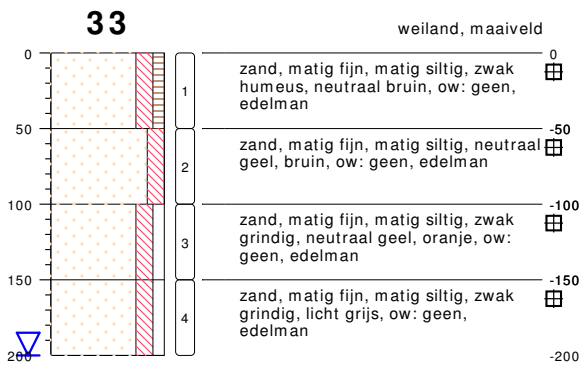 33
weiland, maaiveld
0
0
zand, matig fijn, matig siltig, zwak
humeus, neutraal bruin, ow: geen,
edelman
1
50
-50
zand, matig fijn, matig siltig, neutraal
geel, bruin, ow: geen, edelman
2
100
-100
zand, matig fijn, matig siltig, zwak
grindig, neutraal geel, oranje, ow:
geen, edelman
3
150
-150
zand, matig fijn, matig siltig, zwak
grindig, licht grijs, ow: geen,
edelman
4
200
-200